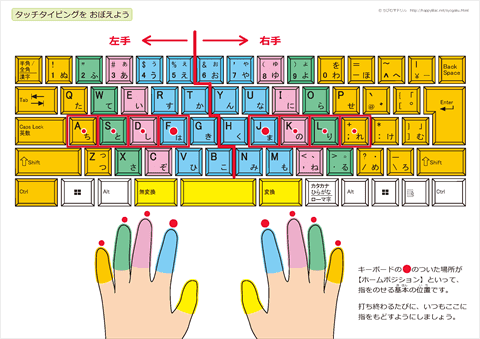 タッチタイピングを おぼえよう
左手 右手
半角/ ! " # $ % & ' ( ) を = ~ | Back
全角 1 ぬ 2 ふ 3 あ 4 う 5 え 6 お 7 や 8 ゆ 9 よ 0 わ - ほ ^ へ ¥ ー Space
漢字
Tab Q た W て E い R す T か Y ん U な I に O ら P せ @ [ Enter
Caps Lock A ち S と D し F は G き H く J ま K の L り ; れ : け ] む
英数
Shift Z つ X さ C そ V ひ B こ N み M も , ね . る / め \ ろ Shift
Ctrl Alt 無変換 変換 カタカナ Alt Ctrl
ひらがな
ローマ字
キーボードの●のついた場所が
【ホームポジション】といって、
指をのせる基本の位置です。
打ち終わるたびに、いつもここに
指をもどすようにしましょう。